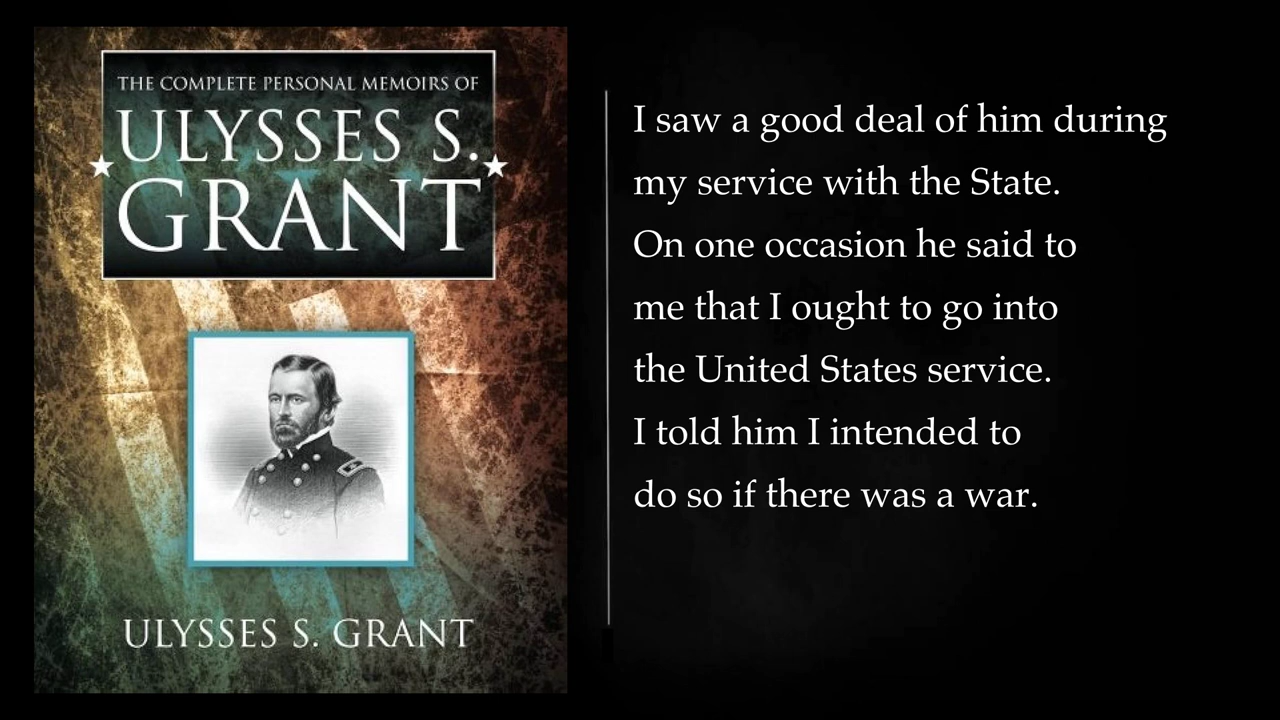 THE COMPLETE PERSONAL MEMOIRS OF
ULYSSES S.
GRANT
ULYSSES S. GRANT
I saw a good deal of him during
my service with the State.
On one occasion he said to
me that I ought to go into
the United States service.
I told him I intended to
do so if there was a war.